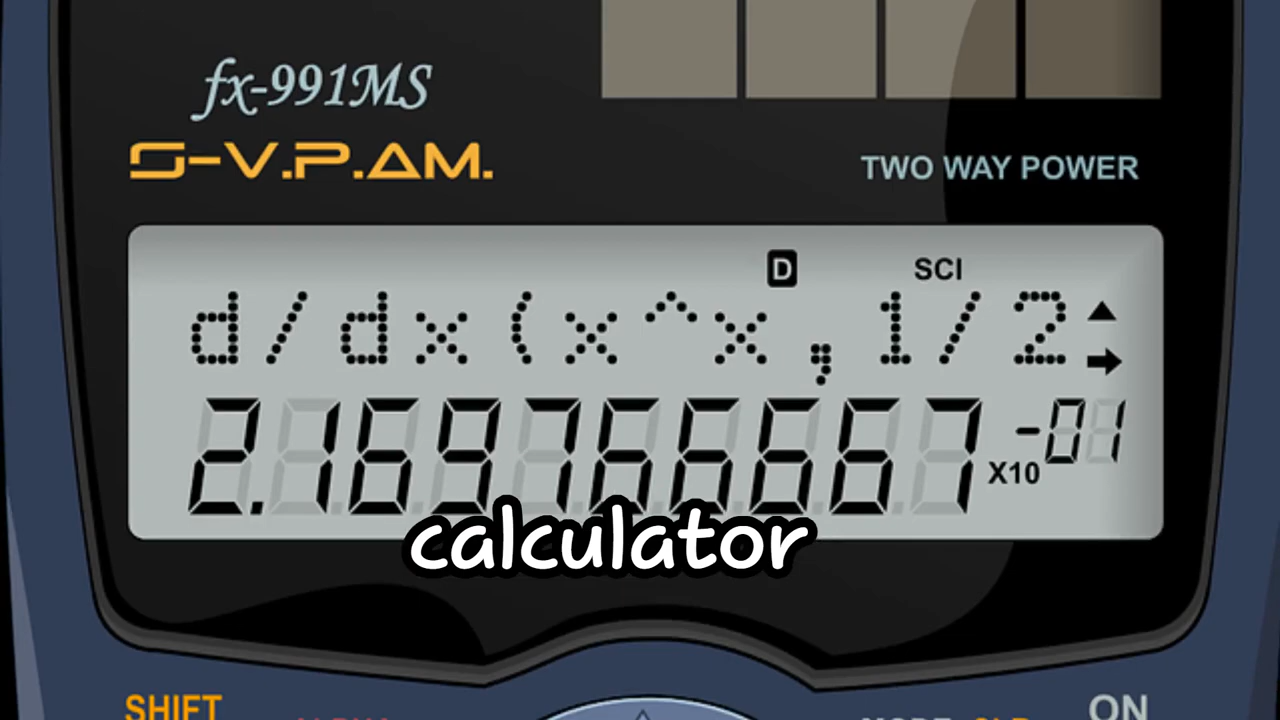 fx-991MS
S-V.P.AM.
TWO WAY POWER
D SCI
d/dx(x^x,1/2
2.169766667 X10 -01
calculator
SHIFT
ON